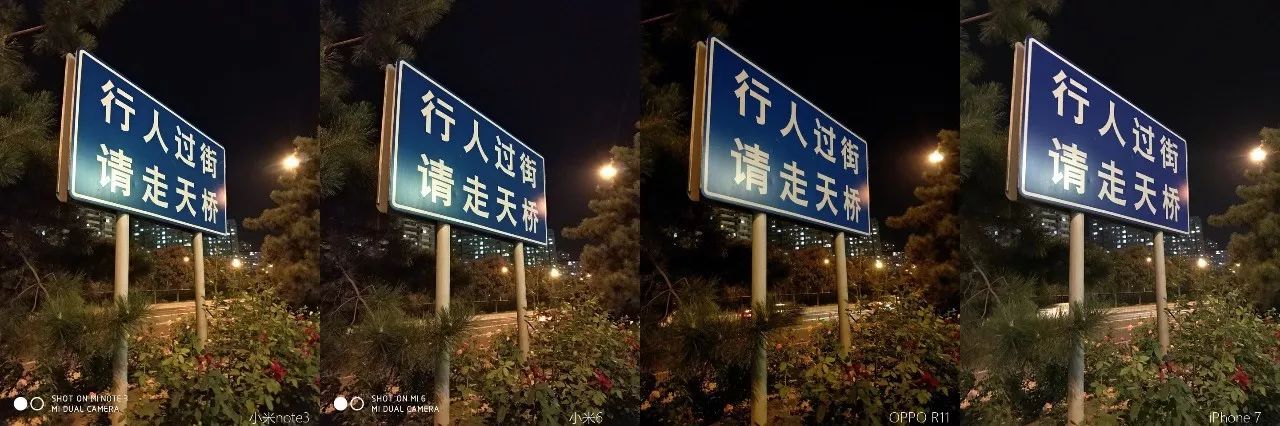 行人过街
请走天桥
SHOT ON MI NOTE 3
MI DUAL CAMERA
小米note3
行人过街
请走天桥
SHOT ON MI 6
MI DUAL CAMERA
小米6
行人过街
请走天桥
OPPO R11
行人过街
请走天桥
iPhone 7